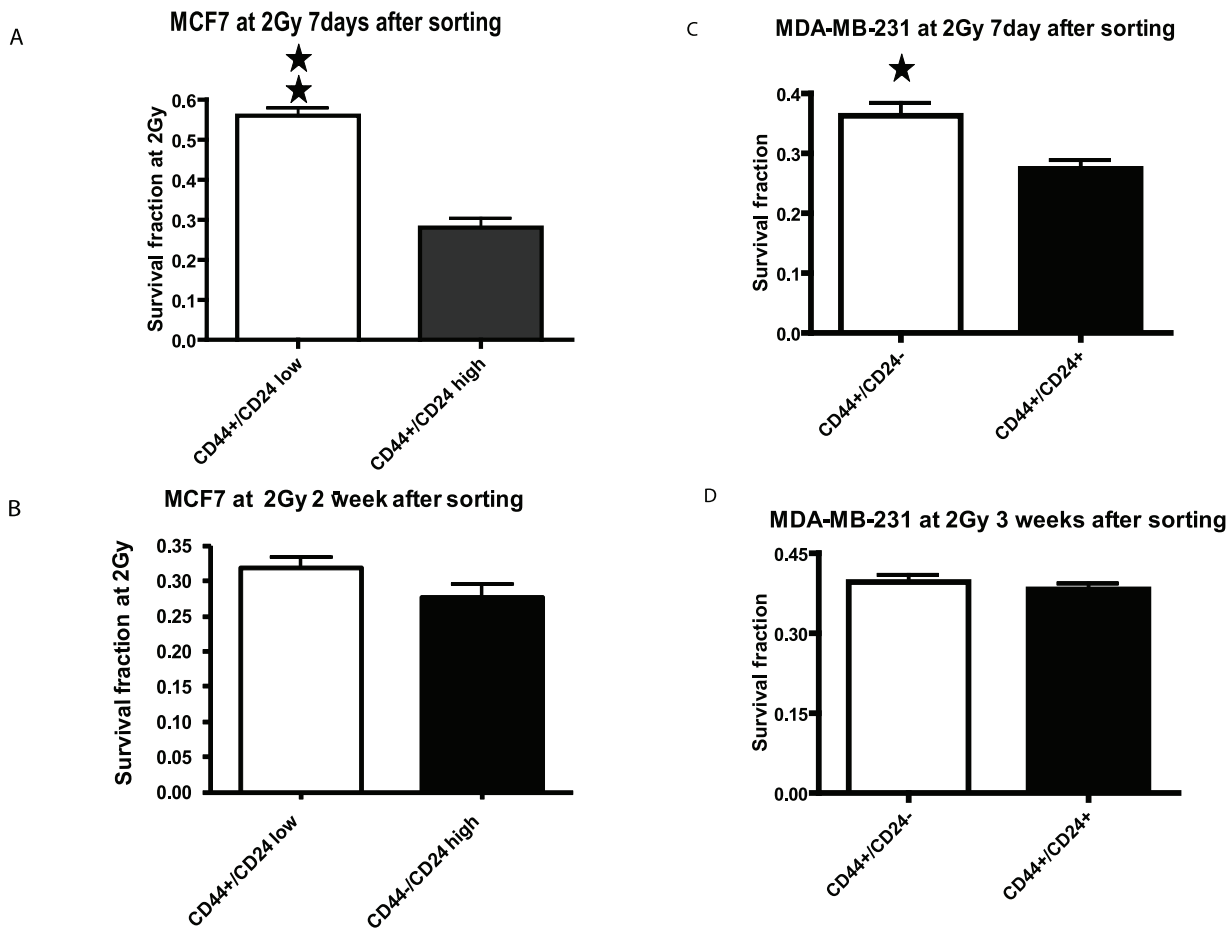 A
MCF7 at 2Gy 7days after sorting
Survival fraction at 2Gy
0.6
0.5
0.4
0.3
0.2
0.1
0.0
CD44+/CD24 low
CD44+/CD24 high
C
MDA-MB-231 at 2Gy 7day after sorting
Survival fraction
0.4
0.3
0.2
0.1
0.0
CD44+/CD24-
CD44+/CD24+
B
MCF7 at 2Gy 2 week after sorting
Survival fraction at 2Gy
0.35
0.30
0.25
0.20
0.15
0.10
0.05
0.00
CD44+/CD24 low
CD44-/CD24 high
D
MDA-MB-231 at 2Gy 3 weeks after sorting
Survival fraction
0.45
0.30
0.15
0.00
CD44+/CD24-
CD44+/CD24+